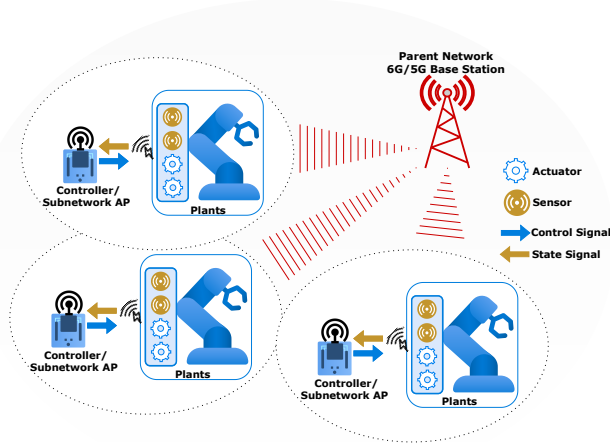 Parent Network
6G/5G Base Station
Controller/
Subnetwork AP
Plants
Actuator
Sensor
Control Signal
State Signal
Controller/
Subnetwork AP
Plants
Controller/
Subnetwork AP
Plants